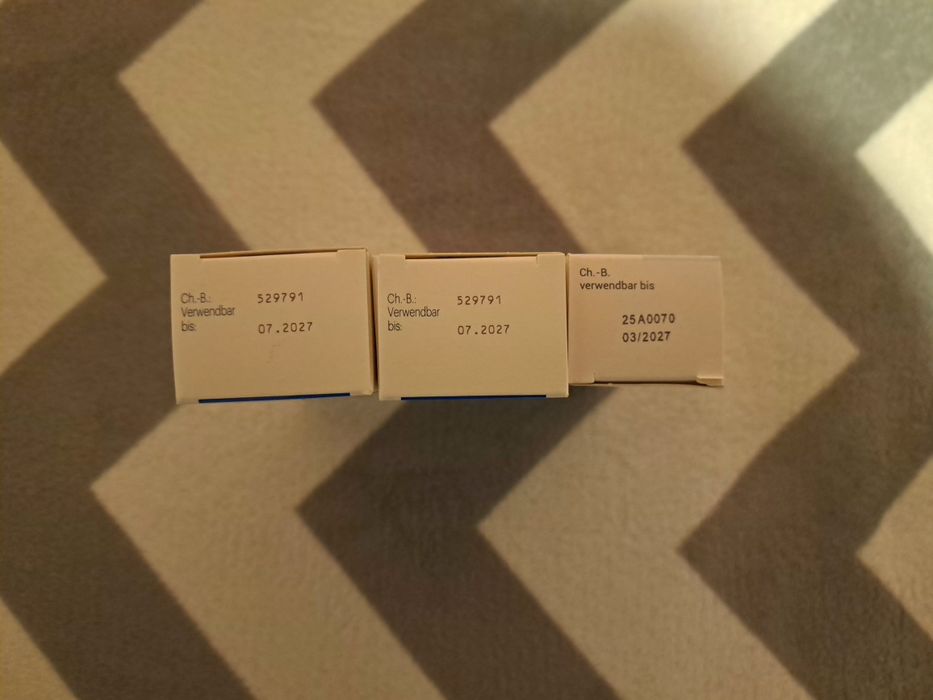 Ch.-B.: 529791
Verwendbar
bis: 07.2027
Ch.-B.: 529791
Verwendbar
bis: 07.2027
Ch.-B.
verwendbar bis
25A0070
03/2027